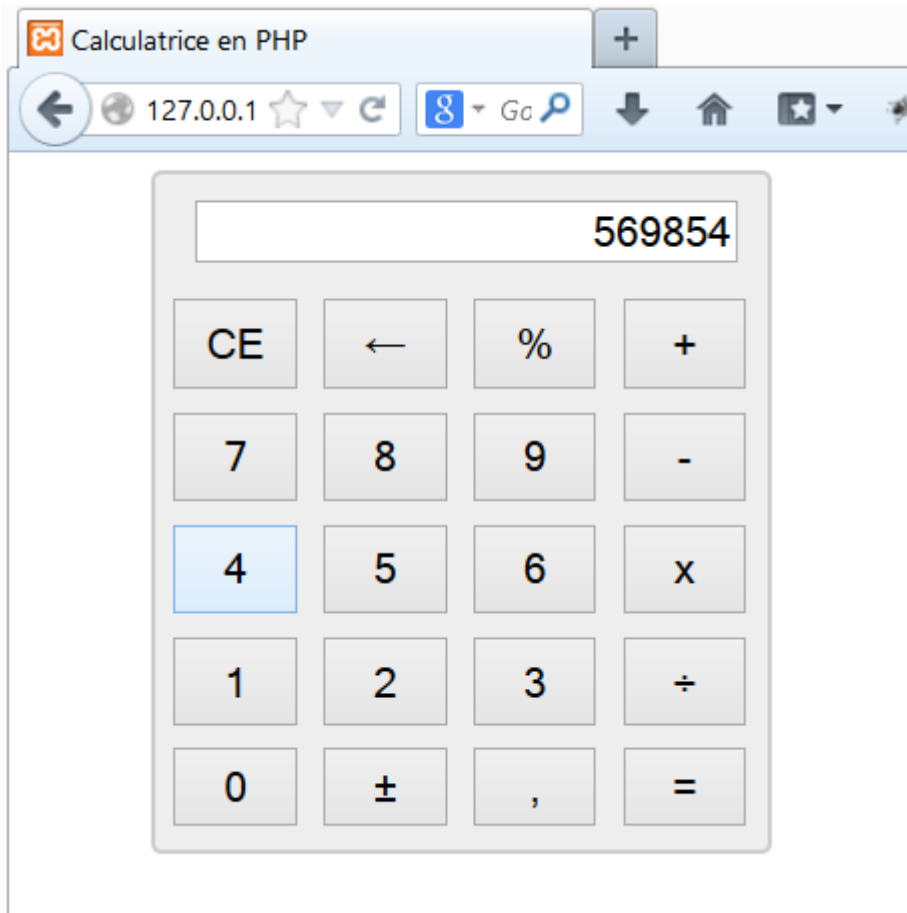 Calculatrice en PHP +
127.0.0.1 8 Go
569854
CE ← % +
7 8 9 -
4 5 6 x
1 2 3 ÷
0 ± , =